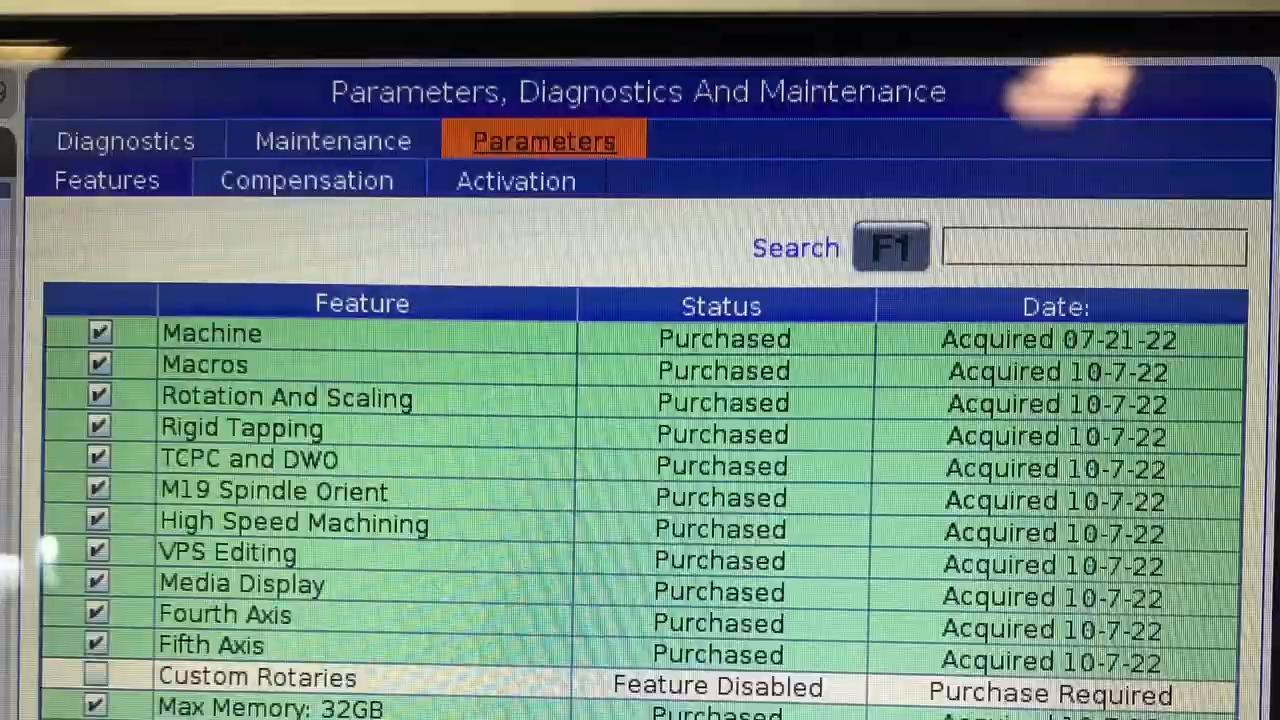 Parameters, Diagnostics And Maintenance
Diagnostics Maintenance Parameters
Features Compensation Activation
Search F1
Feature Status Date:
Machine Purchased Acquired 07-21-22
Macros Purchased Acquired 10-7-22
Rotation And Scaling Purchased Acquired 10-7-22
Rigid Tapping Purchased Acquired 10-7-22
TCPC and DWO Purchased Acquired 10-7-22
M19 Spindle Orient Purchased Acquired 10-7-22
High Speed Machining Purchased Acquired 10-7-22
VPS Editing Purchased Acquired 10-7-22
Media Display Purchased Acquired 10-7-22
Fourth Axis Purchased Acquired 10-7-22
Fifth Axis Purchased Acquired 10-7-22
Custom Rotaries Feature Disabled Purchase Required
Max Memory: 32GB Purchased